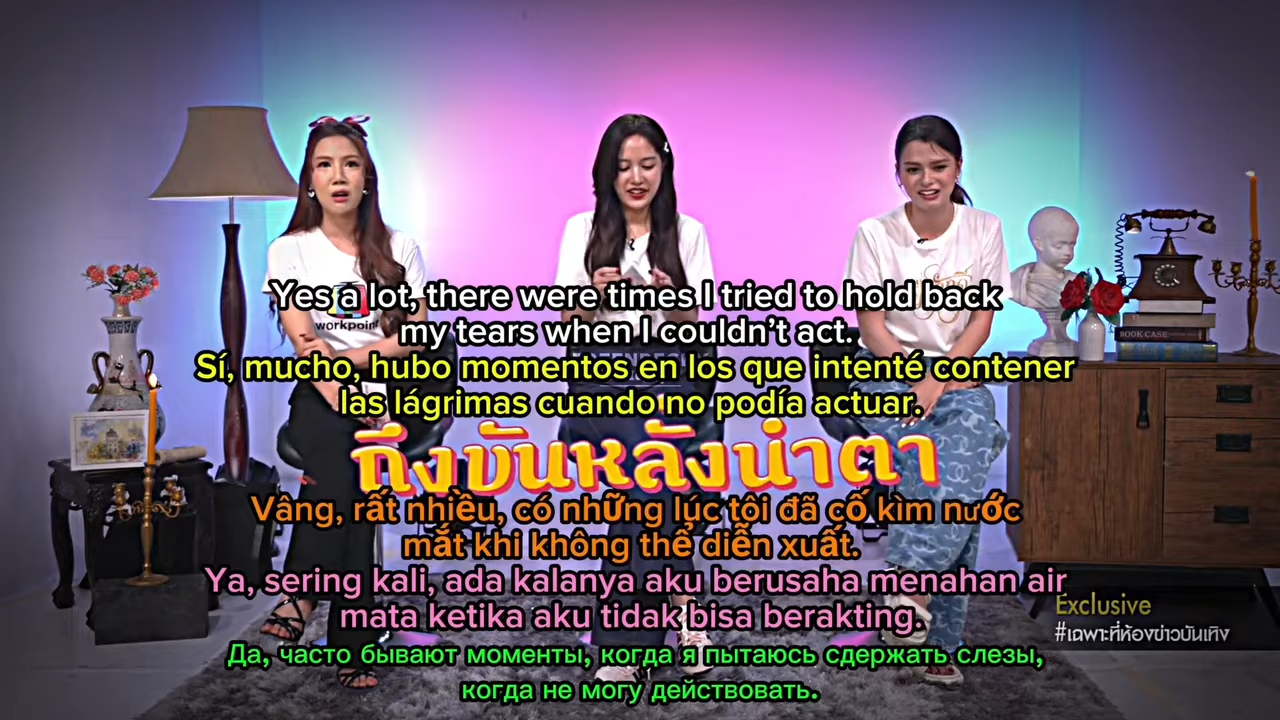 Yes a lot, there were times I tried to hold back
workpoint
my tears when I couldn't act.
Sí, mucho, hubo momentos en los que intenté contener
BOOK CASE
las lágrimas cuando no podía actuar.
ถึงขันหลังน้ำตา
Vâng, rất nhiều, có những lúc tôi đã cố kìm nước
mắt khi không thể diễn xuất.
Ya, sering kali, ada kalanya aku berusaha menahan air
mata ketika aku tidak bisa berakting.
Exclusive
#เฉพาะที่ห้องข่าวบันเทิง
Да, часто бывают моменты, когда я пытаюсь сдержать слезы,
когда не могу действовать.